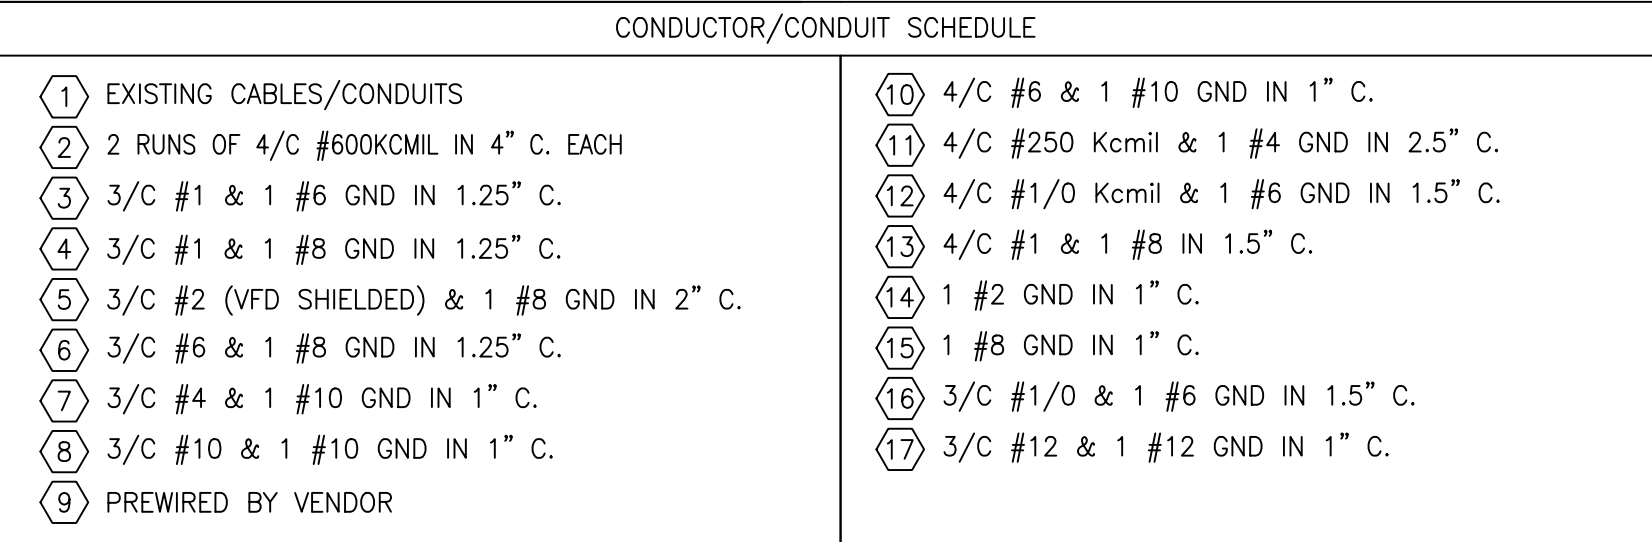 CONDUCTOR/CONDUIT SCHEDULE
1 EXISTING CABLES/CONDUITS
2 2 RUNS OF 4/C #600KCMIL IN 4" C. EACH
3 3/C #1 & 1 #6 GND IN 1.25" C.
4 3/C #1 & 1 #8 GND IN 1.25" C.
5 3/C #2 (VFD SHIELDED) & 1 #8 GND IN 2" C.
6 3/C #6 & 1 #8 GND IN 1.25" C.
7 3/C #4 & 1 #10 GND IN 1" C.
8 3/C #10 & 1 #10 GND IN 1" C.
9 PREWIRED BY VENDOR
10 4/C #6 & 1 #10 GND IN 1" C.
11 4/C #250 Kcmil & 1 #4 GND IN 2.5" C.
12 4/C #1/0 Kcmil & 1 #6 GND IN 1.5" C.
13 4/C #1 & 1 #8 IN 1.5" C.
14 1 #2 GND IN 1" C.
15 1 #8 GND IN 1" C.
16 3/C #1/0 & 1 #6 GND IN 1.5" C.
17 3/C #12 & 1 #12 GND IN 1" C.